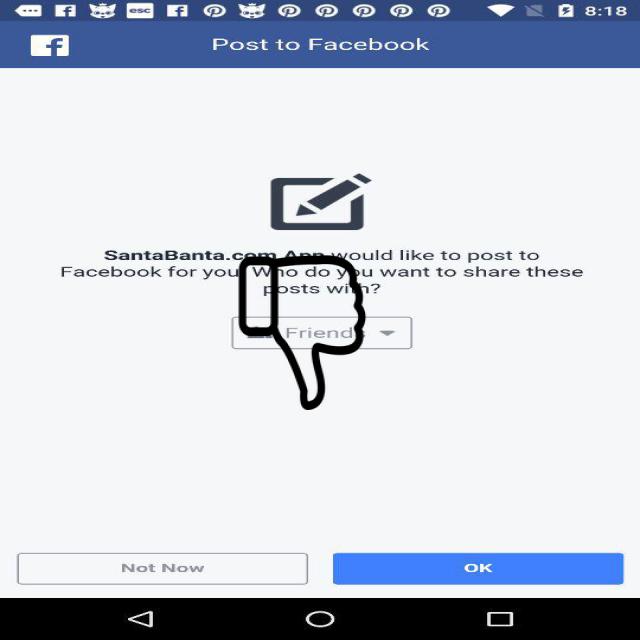 esc 8:18
Post to Facebook
SantaBanta.com App would like to post to
Facebook for you. Who do you want to share these
posts with?
Friends
Not Now OK